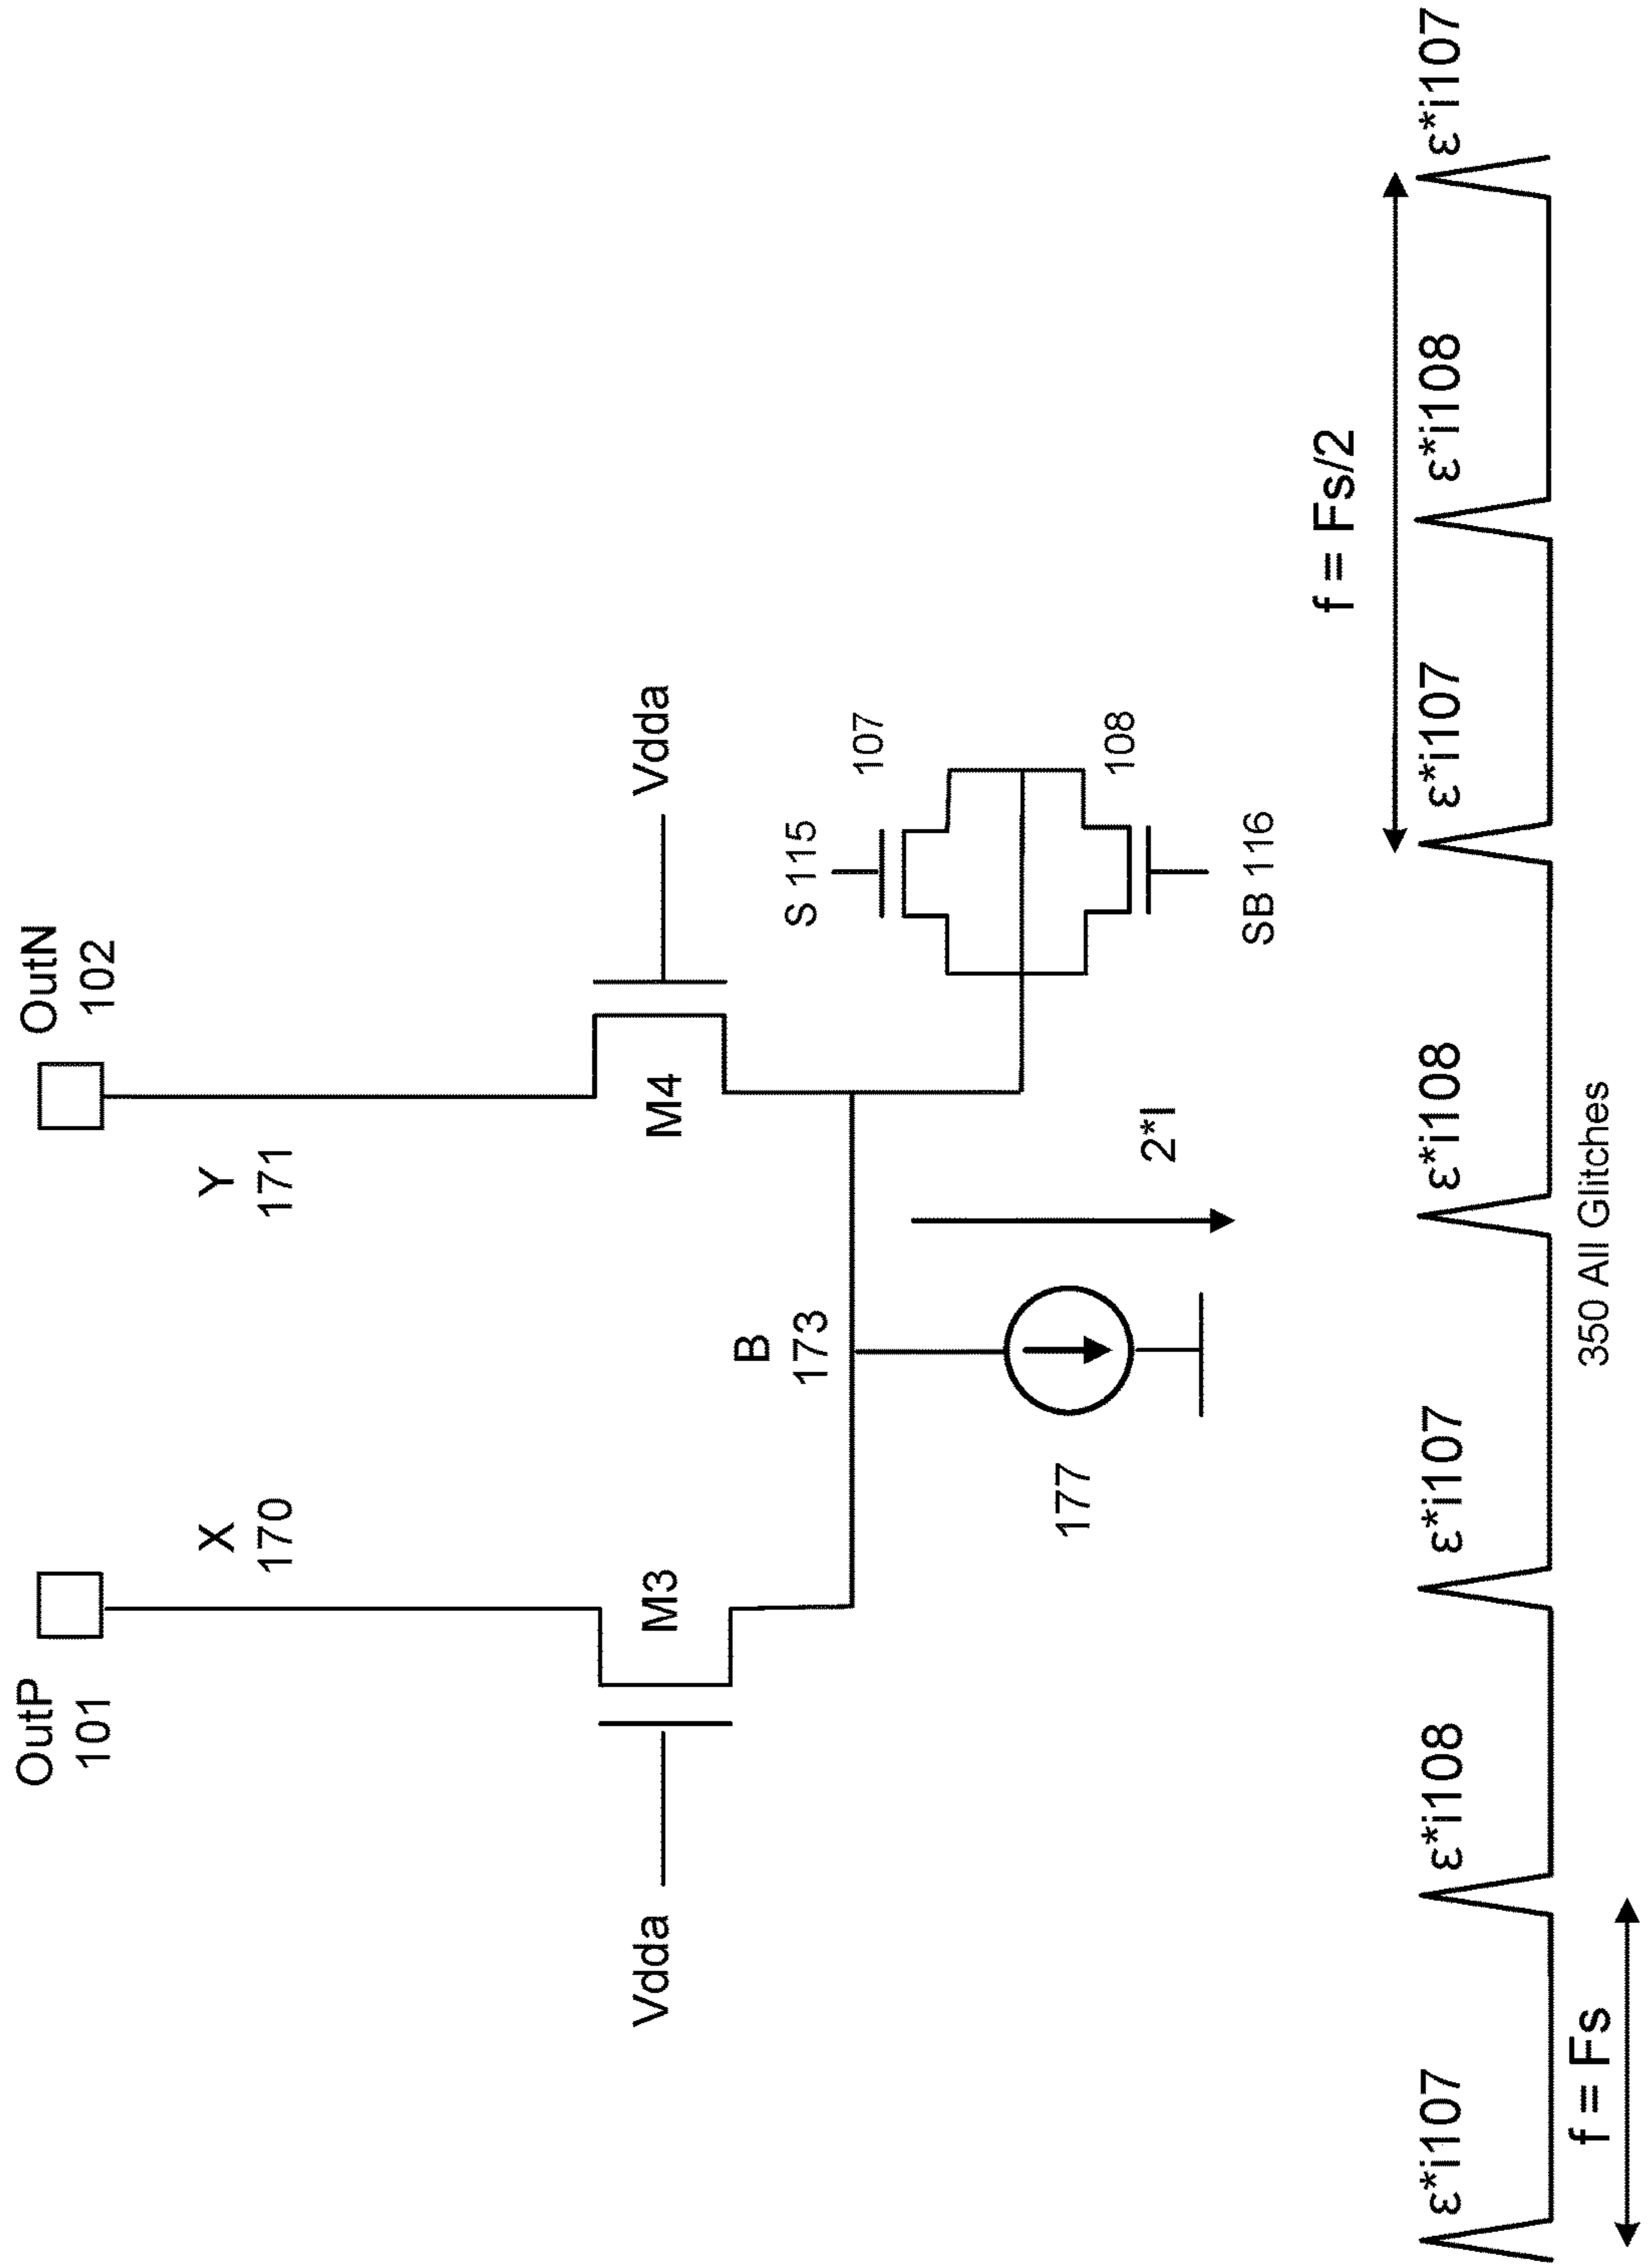 OutP
101
OutN
102
X
170
Y
171
Vdda
M3
M4
Vdda
B
173
S 115
107
108
SB 116
177
2*I
f = Fs/2
ε*i107
ε*i108
ε*i107
ε*i108
ε*i107
ε*i108
ε*i107
f = Fs
350 All Glitches